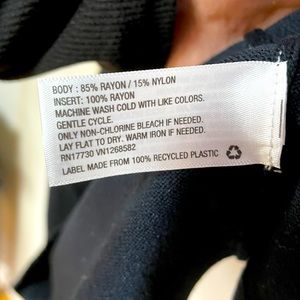 BODY : 85% RAYON / 15% NYLON
INSERT: 100% RAYON
MACHINE WASH COLD WITH LIKE COLORS.
GENTLE CYCLE.
ONLY NON-CHLORINE BLEACH IF NEEDED.
LAY FLAT TO DRY. WARM IRON IF NEEDED.
RN17730 VN1268582
LABEL MADE FROM 100% RECYCLED PLASTIC